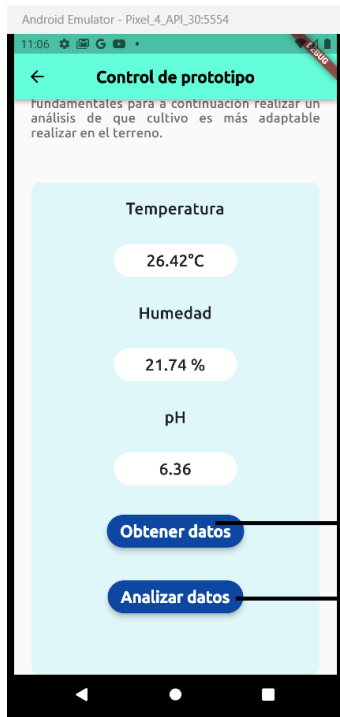 Android Emulator - Pixel_4_API_30:5554
11:06
DEBUG
Control de prototipo
fundamentales para a continuación realizar un
análisis de que cultivo es más adaptable
realizar en el terreno.
Temperatura
26.42°C
Humedad
21.74 %
pH
6.36
Obtener datos
Analizar datos